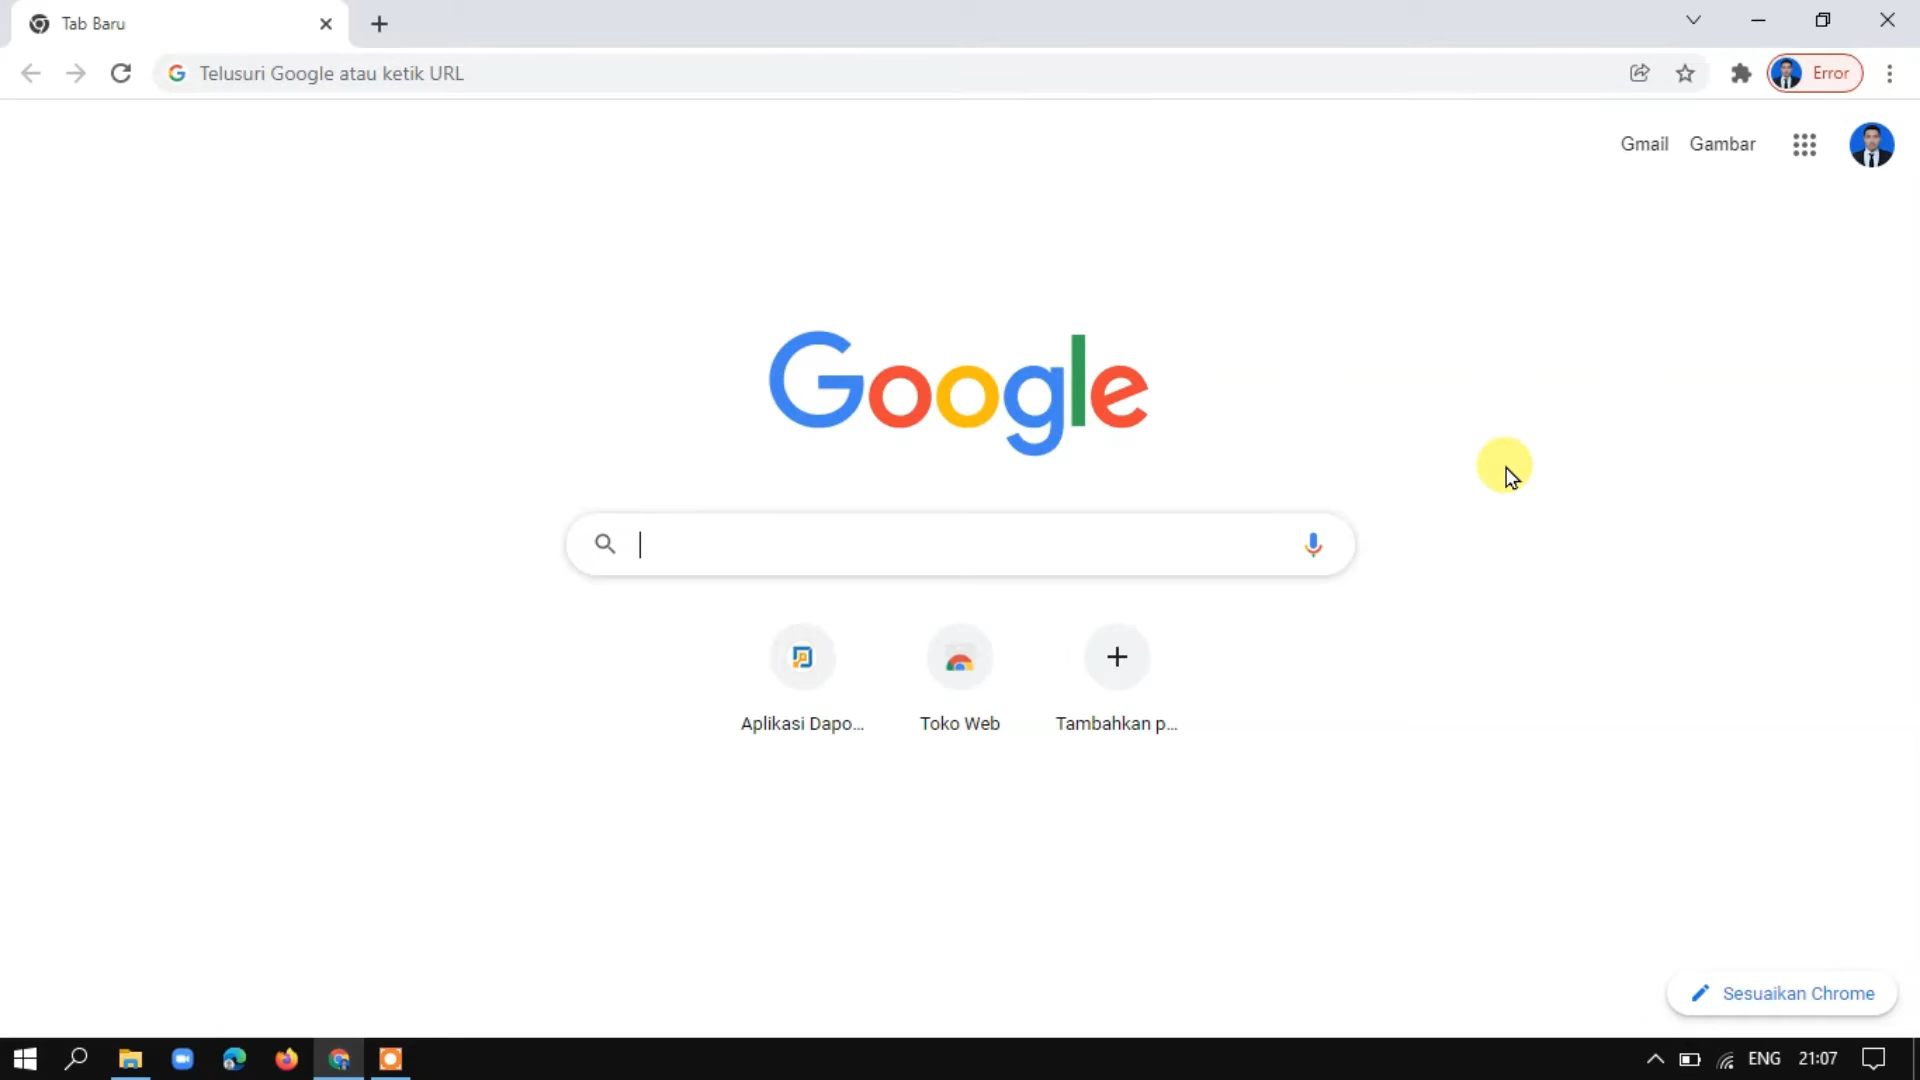 Tab Baru
Telusuri Google atau ketik URL
Error
Gmail Gambar
Google
Aplikasi Dapo... Toko Web Tambahkan p...
Sesuaikan Chrome
ENG 21:07